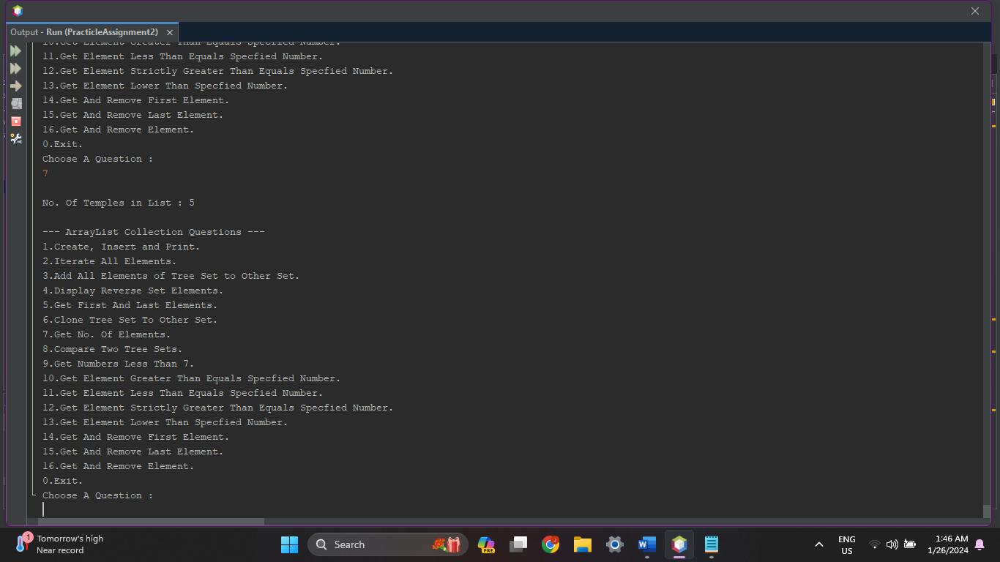 Output - Run (PracticleAssignment2)
10.Get Element Greater Than Equals Specfied Number.
11.Get Element Less Than Equals Specfied Number.
12.Get Element Strictly Greater Than Equals Specfied Number.
13.Get Element Lower Than Specfied Number.
14.Get And Remove First Element.
15.Get And Remove Last Element.
16.Get And Remove Element.
0.Exit.
Choose A Question :
7
No. Of Temples in List : 5
--- ArrayList Collection Questions ---
1.Create, Insert and Print.
2.Iterate All Elements.
3.Add All Elements of Tree Set to Other Set.
4.Display Reverse Set Elements.
5.Get First And Last Elements.
6.Clone Tree Set To Other Set.
7.Get No. Of Elements.
8.Compare Two Tree Sets.
9.Get Numbers Less Than 7.
10.Get Element Greater Than Equals Specfied Number.
11.Get Element Less Than Equals Specfied Number.
12.Get Element Strictly Greater Than Equals Specfied Number.
13.Get Element Lower Than Specfied Number.
14.Get And Remove First Element.
15.Get And Remove Last Element.
16.Get And Remove Element.
0.Exit.
Choose A Question :
1
Tomorrow's high
Near record
Search
PRE
ENG
US
1:46 AM
1/26/2024